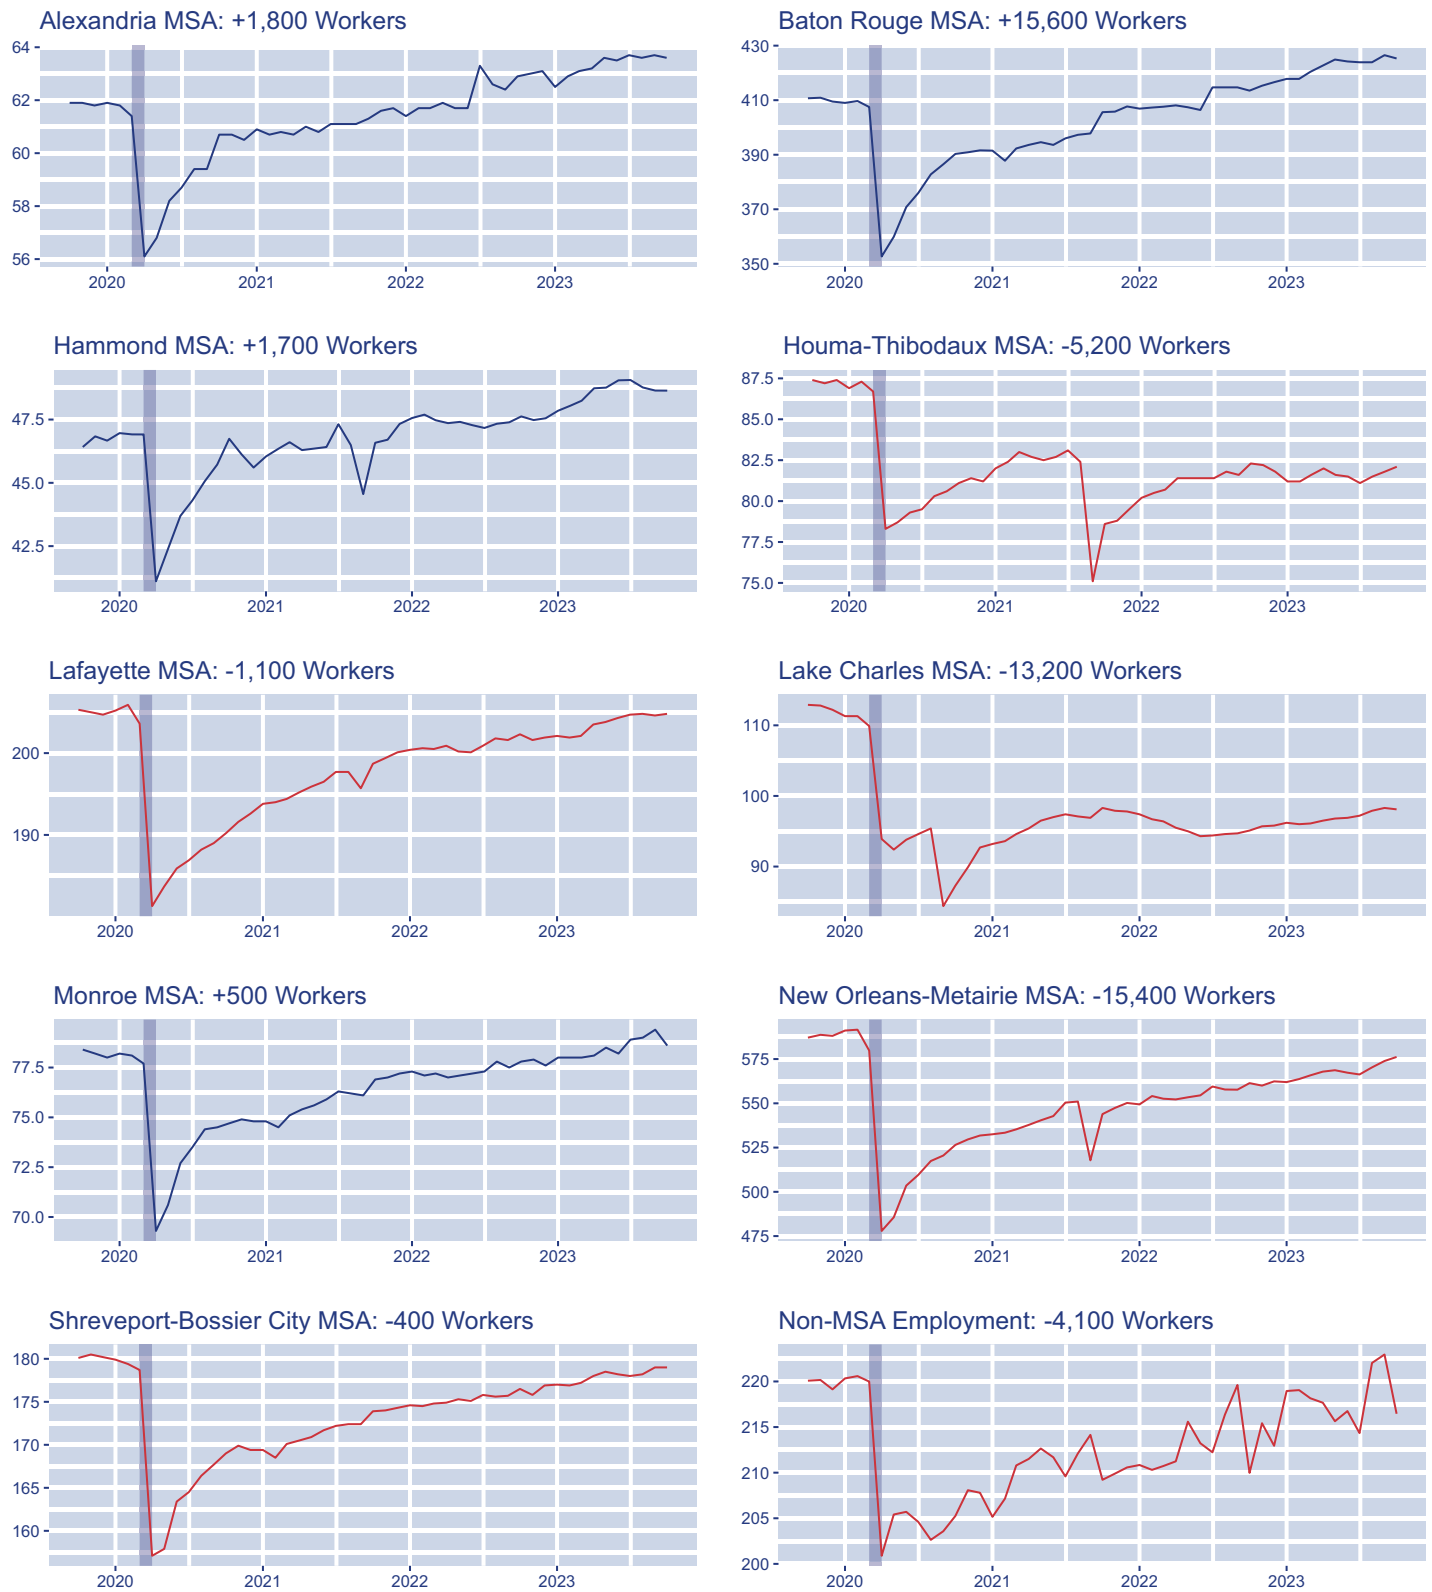 Alexandria MSA: +1,800 Workers
64
62
60
58
56
2020 2021 2022 2023
Baton Rouge MSA: +15,600 Workers
430
410
390
370
350
2020 2021 2022 2023
Hammond MSA: +1,700 Workers
47.5
45.0
42.5
2020 2021 2022 2023
Houma-Thibodaux MSA: -5,200 Workers
87.5
85.0
82.5
80.0
77.5
75.0
2020 2021 2022 2023
Lafayette MSA: -1,100 Workers
200
190
2020 2021 2022 2023
Lake Charles MSA: -13,200 Workers
110
100
90
2020 2021 2022 2023
Monroe MSA: +500 Workers
77.5
75.0
72.5
70.0
2020 2021 2022 2023
New Orleans-Metairie MSA: -15,400 Workers
575
550
525
500
475
2020 2021 2022 2023
Shreveport-Bossier City MSA: -400 Workers
180
175
170
165
160
2020 2021 2022 2023
Non-MSA Employment: -4,100 Workers
220
215
210
205
200
2020 2021 2022 2023